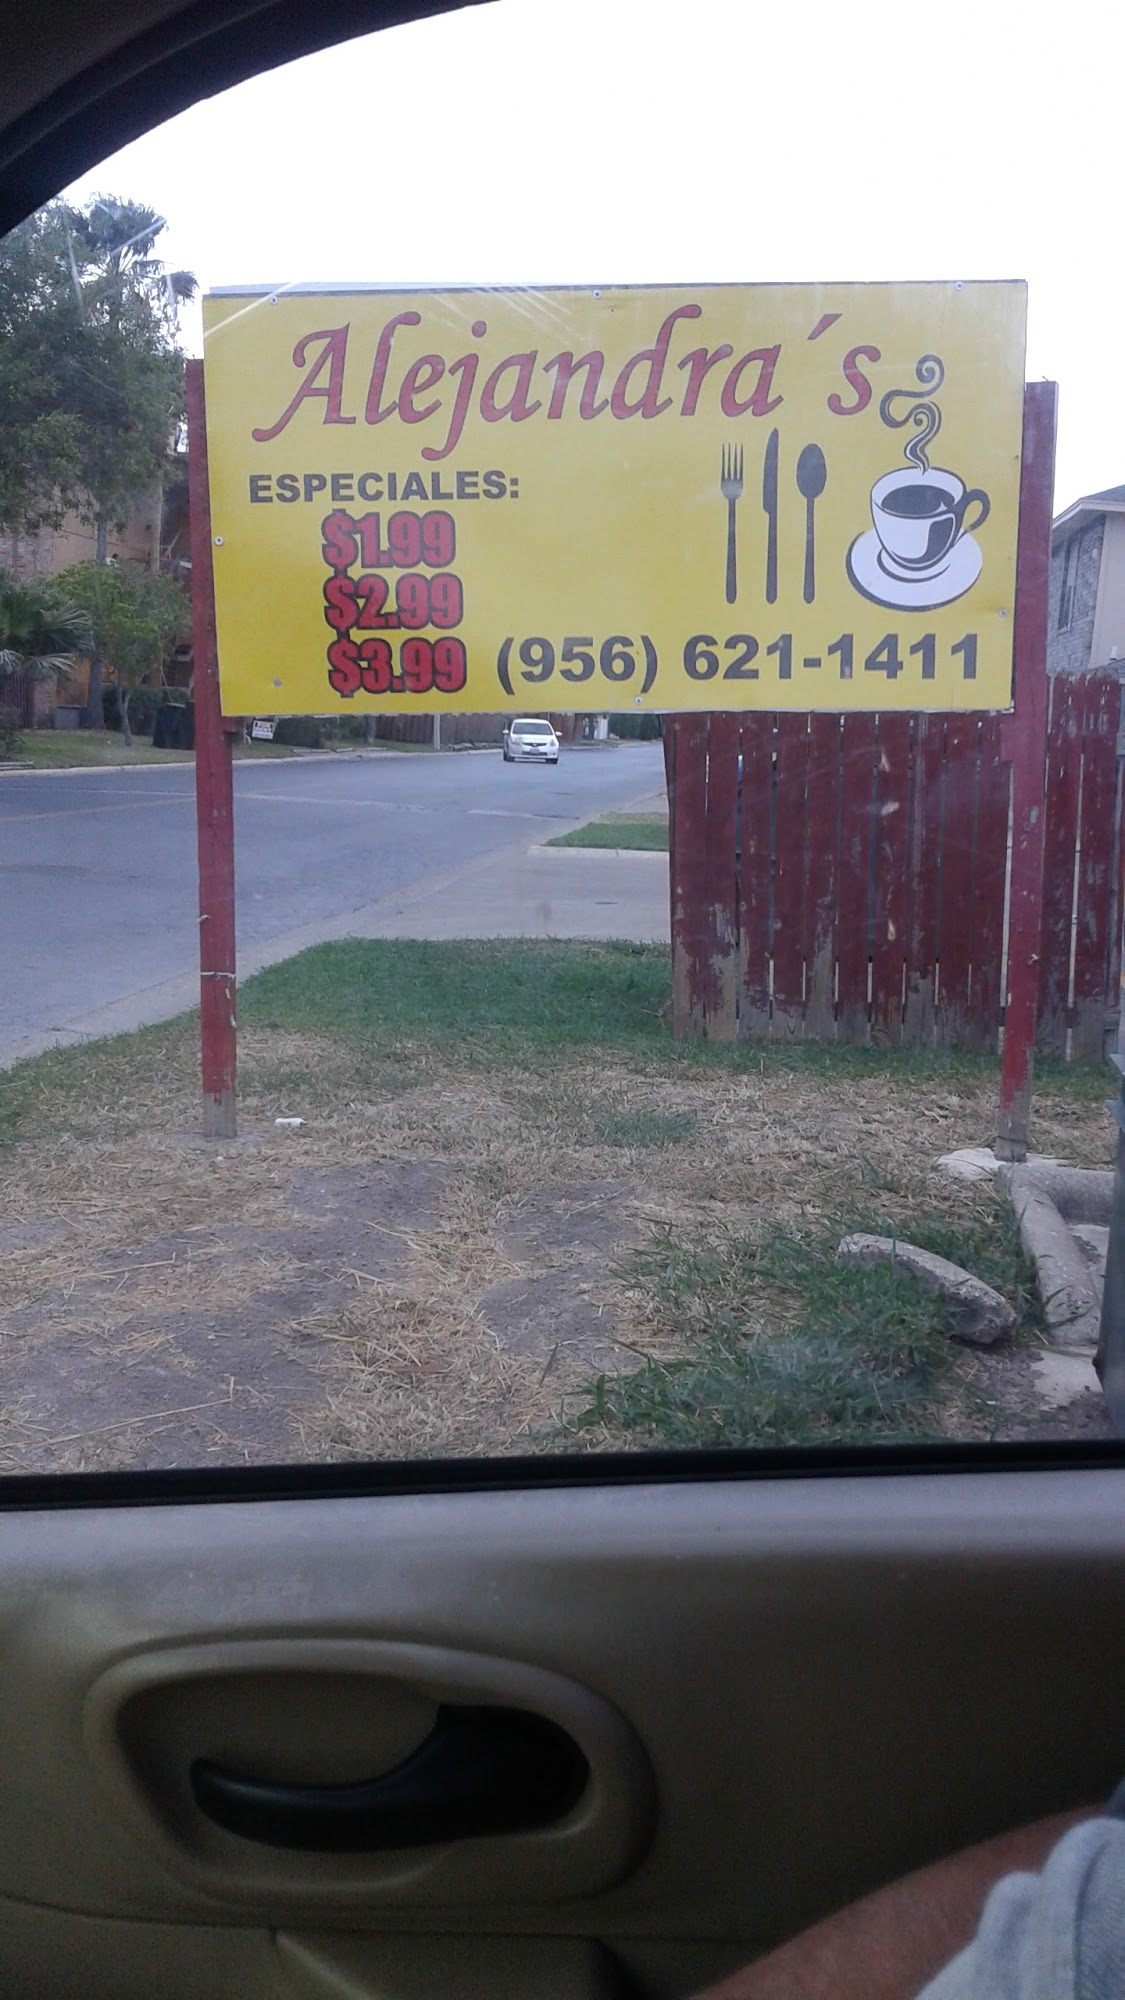 Alejandra´s
ESPECIALES:
$1.99
$2.99
$3.99 (956) 621-1411